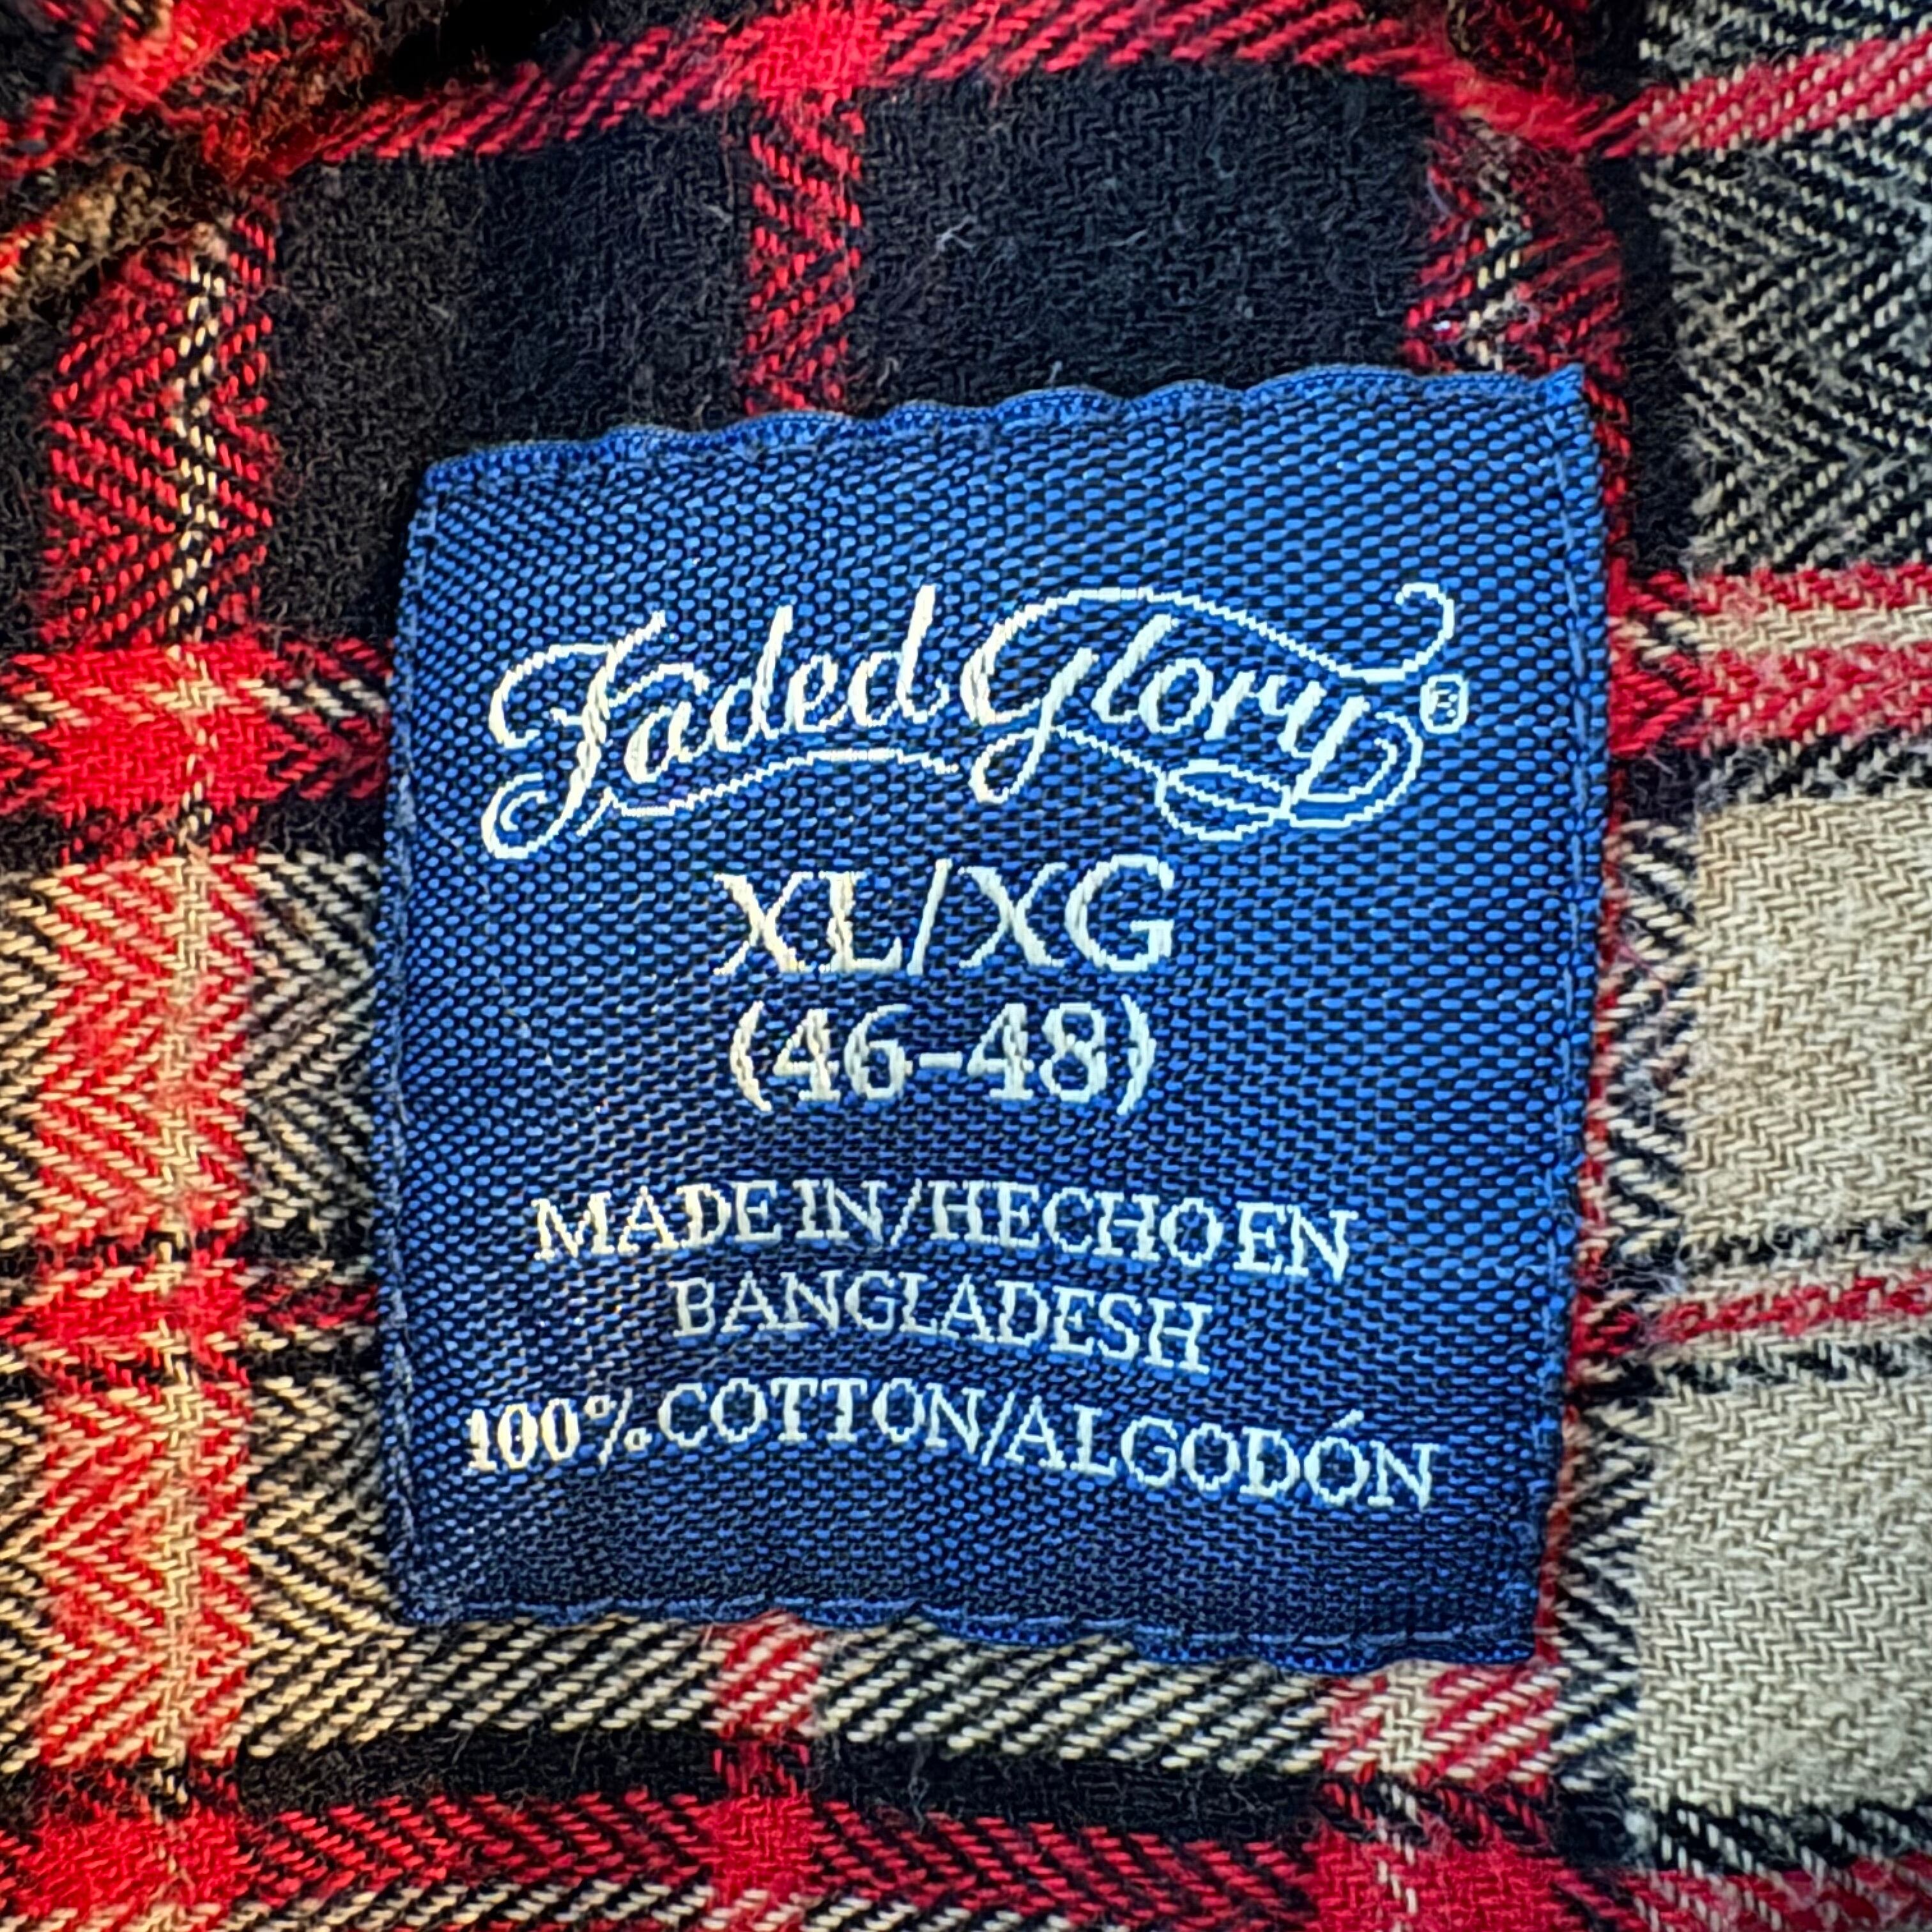 Faded Glory®
XL/XG
(46-48)
MADE IN/HECHO EN
BANGLADESH
100% COTTON/ALGODÓN